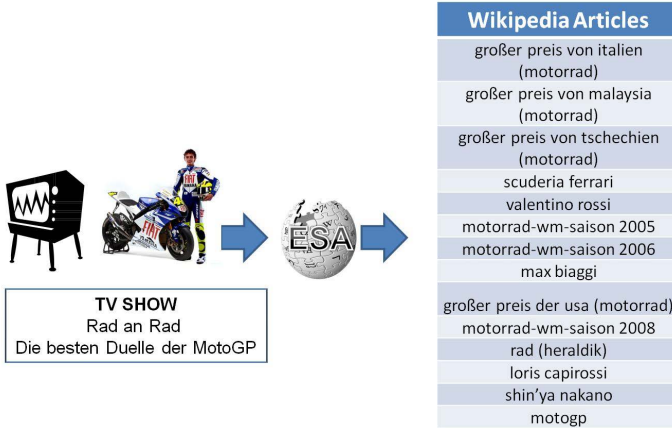 Wikipedia Articles
großer preis von italien
(motorrad)
großer preis von malaysia
(motorrad)
großer preis von tschechien
(motorrad)
scuderia ferrari
valentino rossi
motorrad-wm-saison 2005
motorrad-wm-saison 2006
max biaggi
großer preis der usa (motorrad)
motorrad-wm-saison 2008
rad (heraldik)
loris capirossi
shin'ya nakano
motogp
FIAT
FIAT
ESA
TV SHOW
Rad an Rad
Die besten Duelle der MotoGP